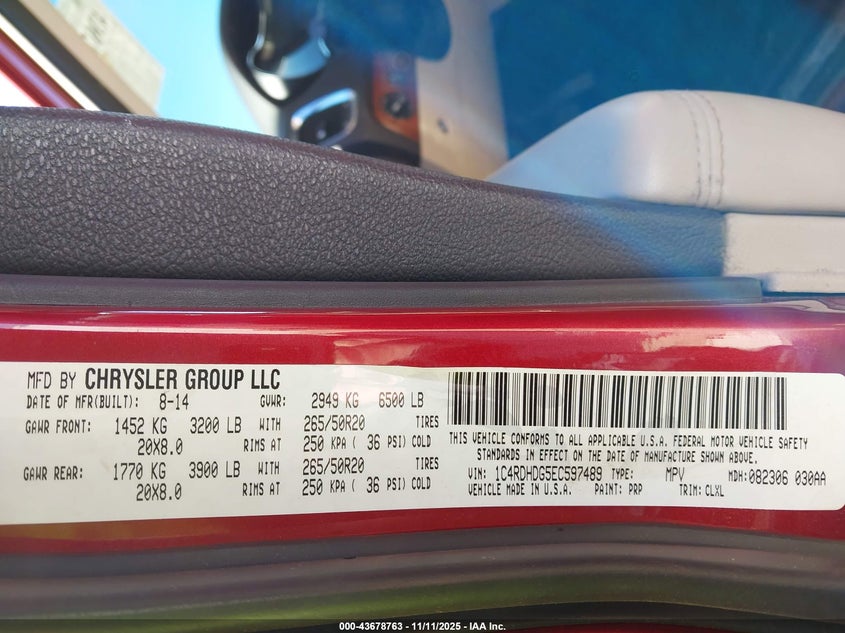 MFD BY CHRYSLER GROUP LLC
DATE OF MFR(BUILT): 8-14 GVWR: 2949 KG 6500 LB
GAWR FRONT: 1452 KG 3200 LB WITH 265/50R20 TIRES
20X8.0 RIMS AT 250 KPA ( 36 PSI) COLD
GAWR REAR: 1770 KG 3900 LB WITH 265/50R20 TIRES
20X8.0 RIMS AT 250 KPA ( 36 PSI) COLD
THIS VEHICLE CONFORMS TO ALL APPLICABLE U.S.A. FEDERAL MOTOR VEHICLE SAFETY
STANDARDS IN EFFECT ON THE DATE OF MANUFACTURE SHOWN ABOVE.
VIN: 1C4RDHDG5EC597489 TYPE: MPV MDH: 082306 030AA
VEHICLE MADE IN U.S.A. PAINT: PRP TRIM: CLXL
000-43678763 - 11/11/2025 - IAA Inc.